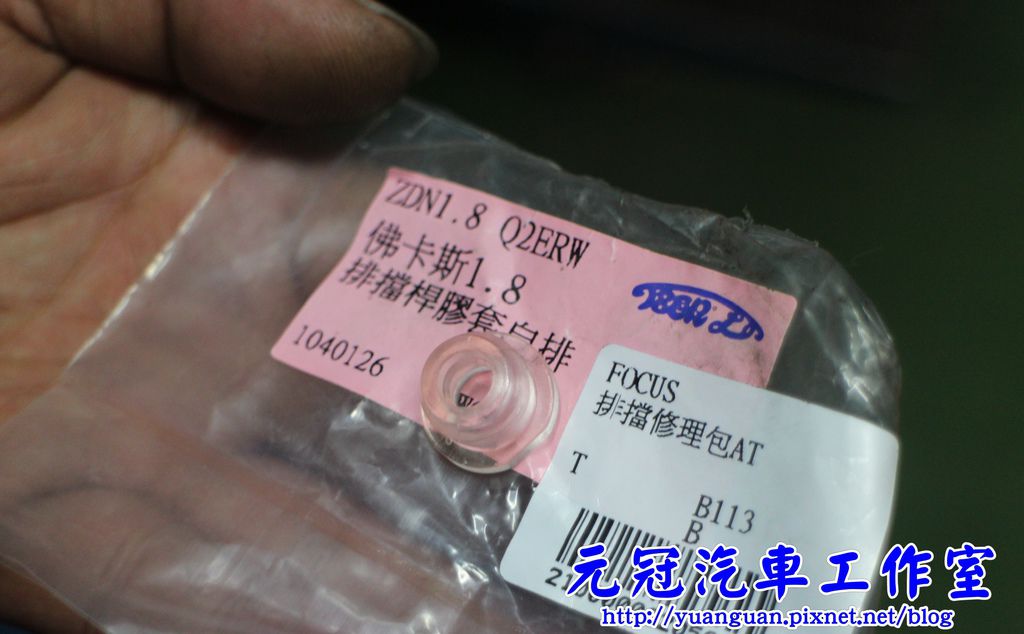 ZDN1.8 Q2ERW
佛卡斯1.8
排擋桿膠套自排
1040126
FOCUS
排擋修理包AT
T
B113
B
元冠汽車工作室
http://yuanguan.pixnet.net/blog